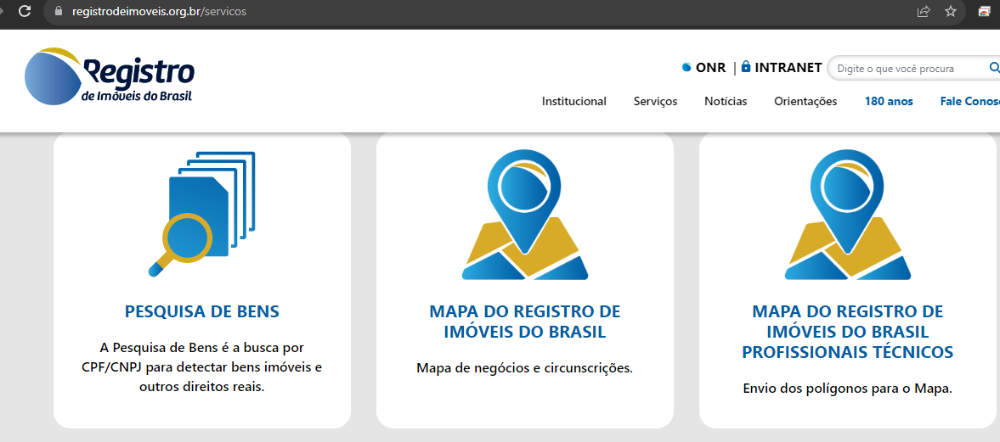 registrodeimoveis.org.br/servicos
Registro
de Imóveis do Brasil
ONR | INTRANET
Digite o que você procura
Institucional Serviços Notícias Orientações 180 anos Fale Conos
PESQUISA DE BENS
A Pesquisa de Bens é a busca por
CPF/CNPJ para detectar bens imóveis e
outros direitos reais.
MAPA DO REGISTRO DE
IMÓVEIS DO BRASIL
Mapa de negócios e circunscrições.
MAPA DO REGISTRO DE
IMÓVEIS DO BRASIL
PROFISSIONAIS TÉCNICOS
Envio dos polígonos para o Mapa.